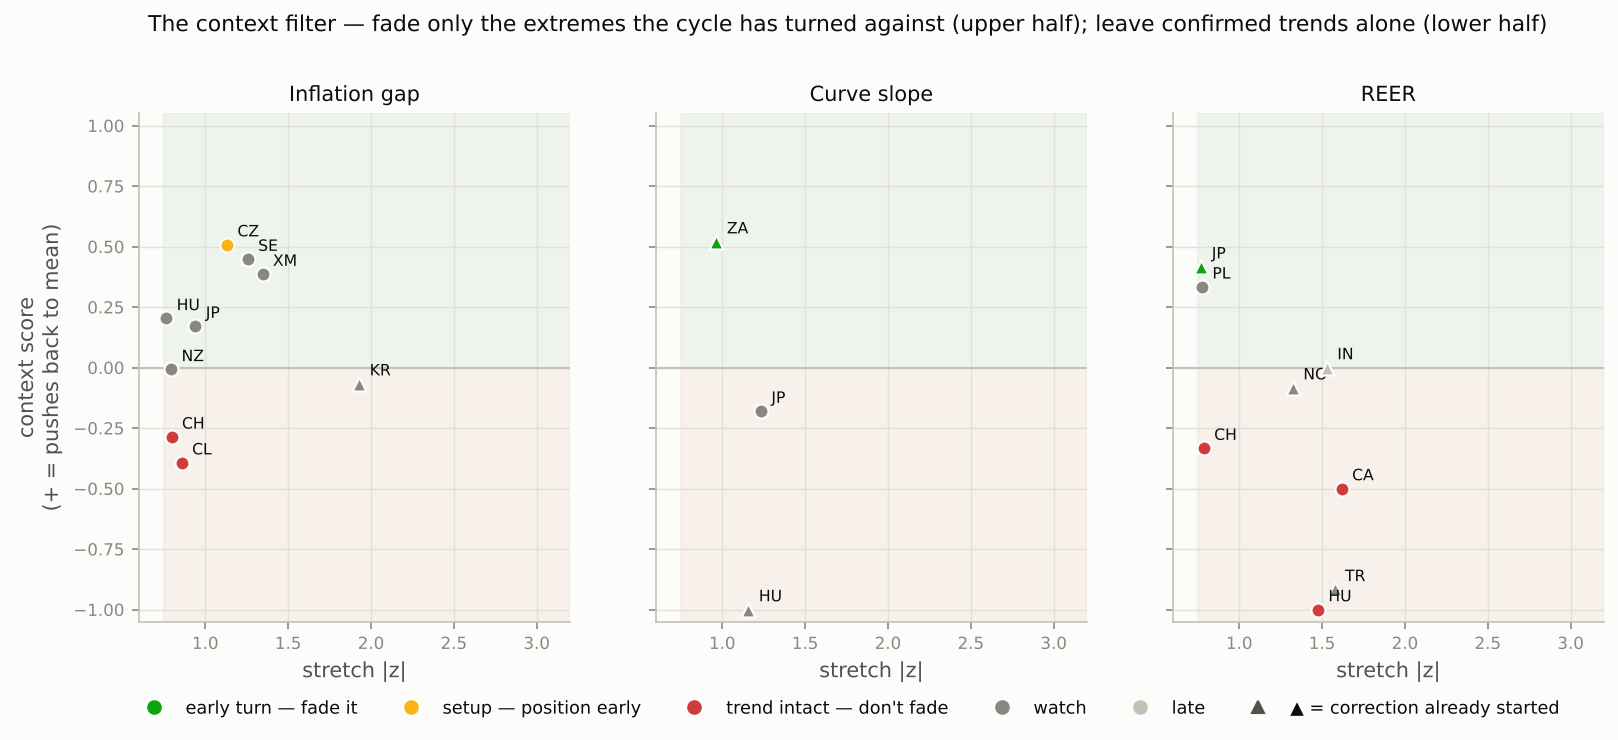 The context filter — fade only the extremes the cycle has turned against (upper half); leave confirmed trends alone (lower half)
Inflation gap
1.00
0.75
0.50
0.25
0.00
−0.25
−0.50
−0.75
−1.00
context score
(+ = pushes back to mean)
CZ
SE
XM
HU
JP
NZ
KR
CH
CL
1.0 1.5 2.0 2.5 3.0
stretch |z|
Curve slope
ZA
JP
HU
1.0 1.5 2.0 2.5 3.0
stretch |z|
REER
JP
PL
IN
NO
CH
CA
TR
HU
1.0 1.5 2.0 2.5 3.0
stretch |z|
early turn — fade it setup — position early trend intact — don't fade watch late ▲ = correction already started